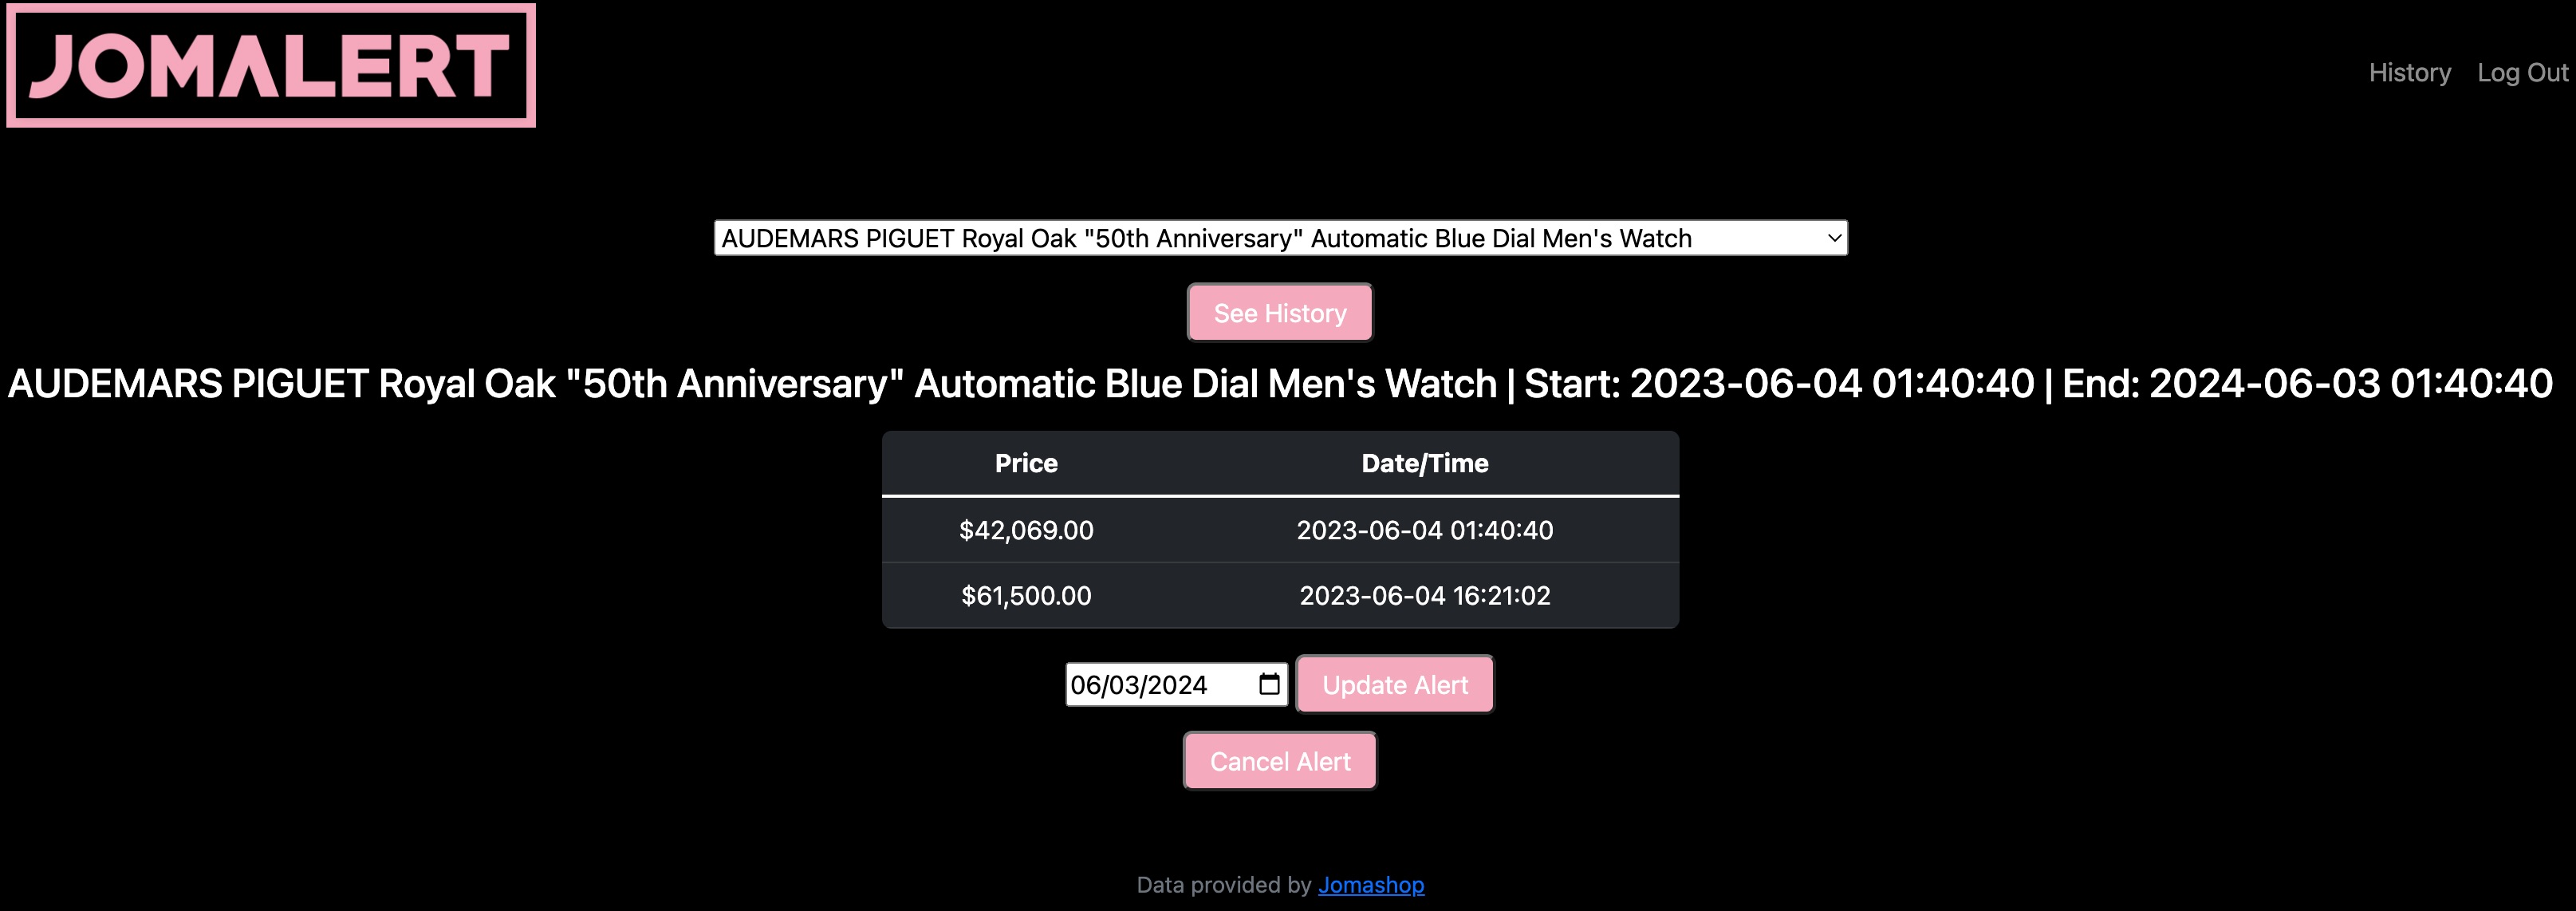 JOMALERT
History Log Out
AUDEMARS PIGUET Royal Oak "50th Anniversary" Automatic Blue Dial Men's Watch
See History
AUDEMARS PIGUET Royal Oak "50th Anniversary" Automatic Blue Dial Men's Watch | Start: 2023-06-04 01:40:40 | End: 2024-06-03 01:40:40
Price Date/Time
$42,069.00 2023-06-04 01:40:40
$61,500.00 2023-06-04 16:21:02
06/03/2024 Update Alert
Cancel Alert
Data provided by Jomashop